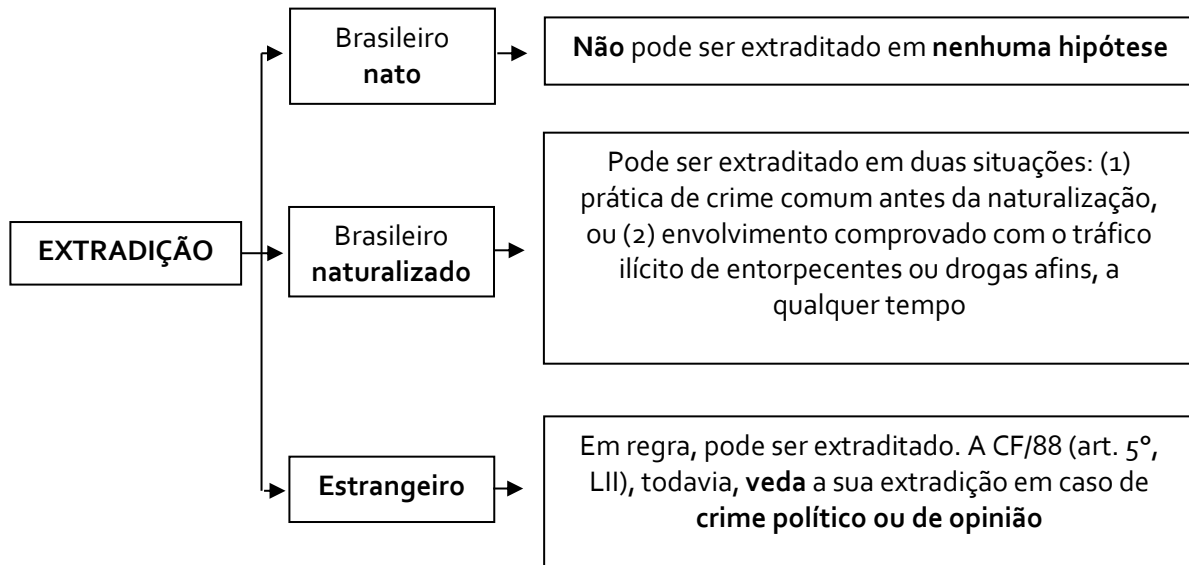 Brasileiro
nato
Não pode ser extraditado em nenhuma hipótese
EXTRADIÇÃO
Brasileiro
naturalizado
Pode ser extraditado em duas situações: (1)
prática de crime comum antes da naturalização,
ou (2) envolvimento comprovado com o tráfico
ilícito de entorpecentes ou drogas afins, a
qualquer tempo
Estrangeiro
Em regra, pode ser extraditado. A CF/88 (art. 5°,
LII), todavia, veda a sua extradição em caso de
crime político ou de opinião